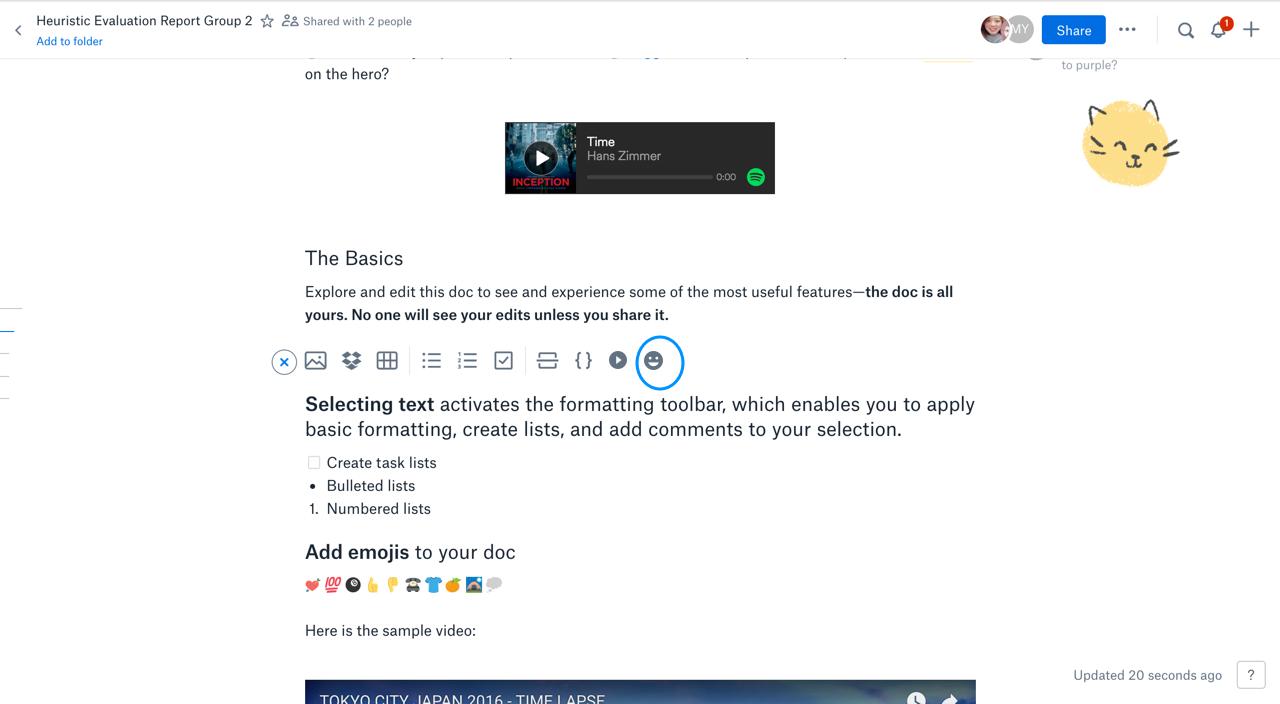 Heuristic Evaluation Report Group 2
Shared with 2 people
Add to folder
MY
Share
1
on the hero?
to purple?
Time
Hans Zimmer
0:00
INCEPTION
The Basics
Explore and edit this doc to see and experience some of the most useful features—the doc is all
yours. No one will see your edits unless you share it.
Selecting text activates the formatting toolbar, which enables you to apply
basic formatting, create lists, and add comments to your selection.
Create task lists
• Bulleted lists
1. Numbered lists
Add emojis to your doc
💘 💯 🎱 👍 👎 ☎ 👕 🍊 🏕 💭
Here is the sample video:
Updated 20 seconds ago
?
TOKYO CITY, JAPAN 2016 - TIME LAPSE